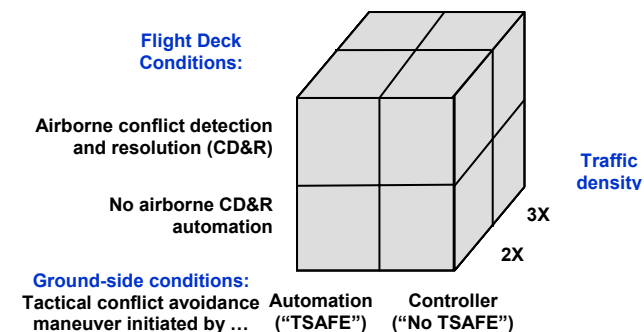 Flight Deck
Conditions:
Airborne conflict detection
and resolution (CD&R)
No airborne CD&R
automation
Traffic
density
3X
2X
Ground-side conditions:
Tactical conflict avoidance
maneuver initiated by …
Automation
(“TSAFE”)
Controller
(“No TSAFE”)